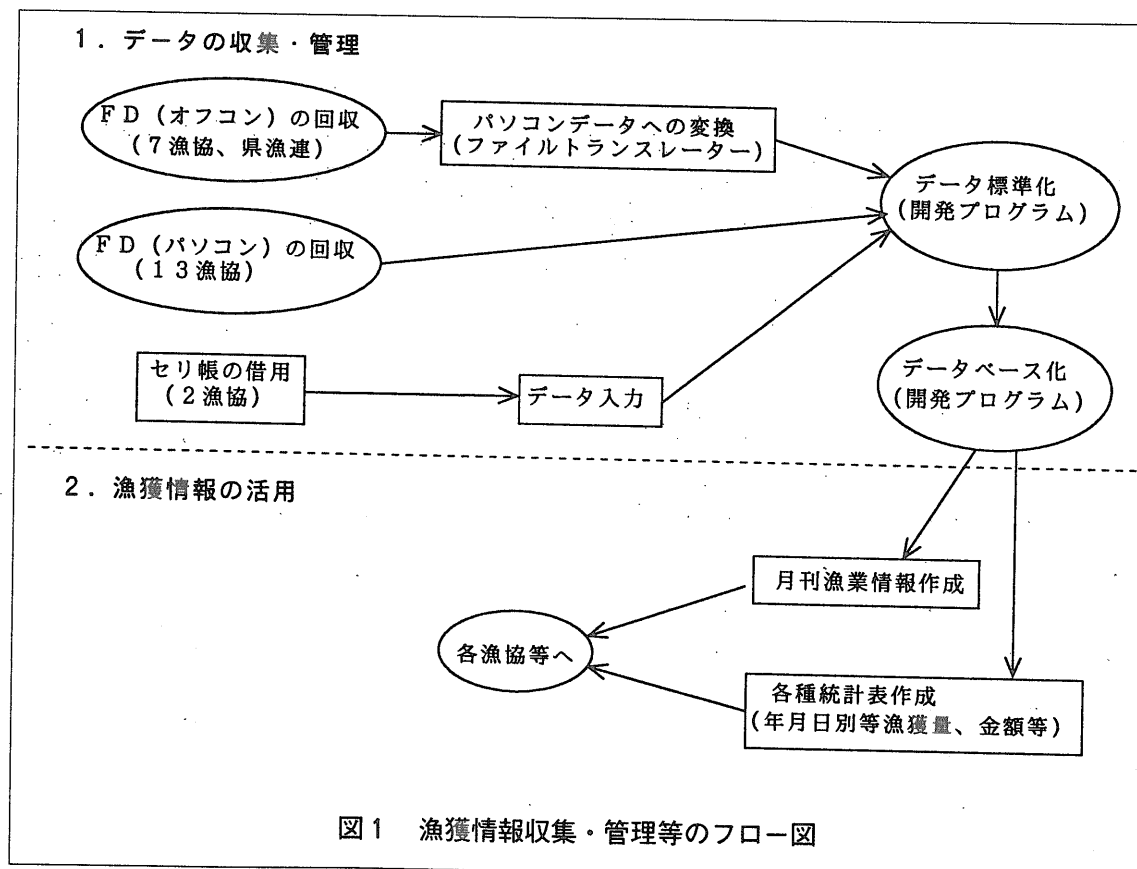 1．データの収集・管理
FD（オフコン）の回収
（7漁協、県漁連）
パソコンデータへの変換
（ファイルトランスレーター）
データ標準化
（開発プログラム）
FD（パソコン）の回収
（13漁協）
セリ帳の借用
（2漁協）
データ入力
データベース化
（開発プログラム）
2．漁獲情報の活用
月刊漁業情報作成
各漁協等へ
各種統計表作成
（年月日別等漁獲量、金額等）
図1　漁獲情報収集・管理等のフロー図